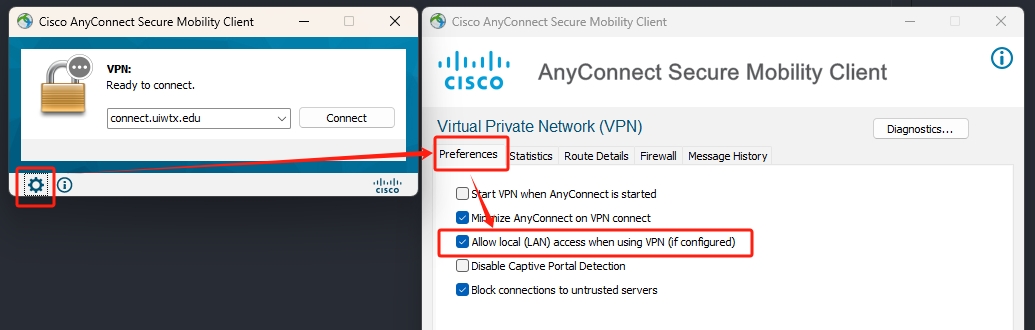 Cisco AnyConnect Secure Mobility Client
VPN:
Ready to connect.
connect.uiwtx.edu
Connect
CISCO
Cisco AnyConnect Secure Mobility Client
CISCO
AnyConnect Secure Mobility Client
Virtual Private Network (VPN)
Diagnostics...
Preferences Statistics Route Details Firewall Message History
Start VPN when AnyConnect is started
Minimize AnyConnect on VPN connect
Allow local (LAN) access when using VPN (if configured)
Disable Captive Portal Detection
Block connections to untrusted servers